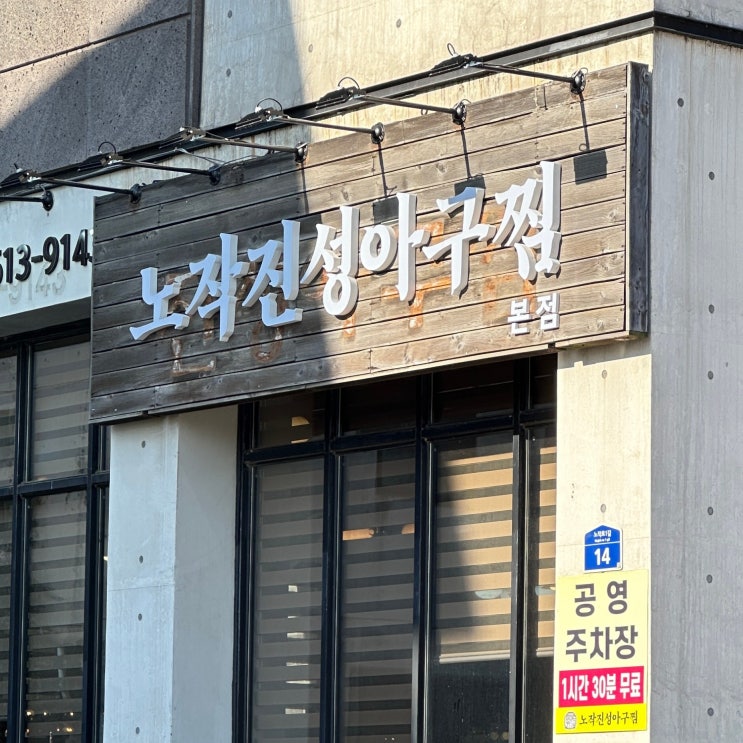 노작진성아구찜
본점
513-914
14
공영
주차장
1시간 30분 무료
노작진성아구찜